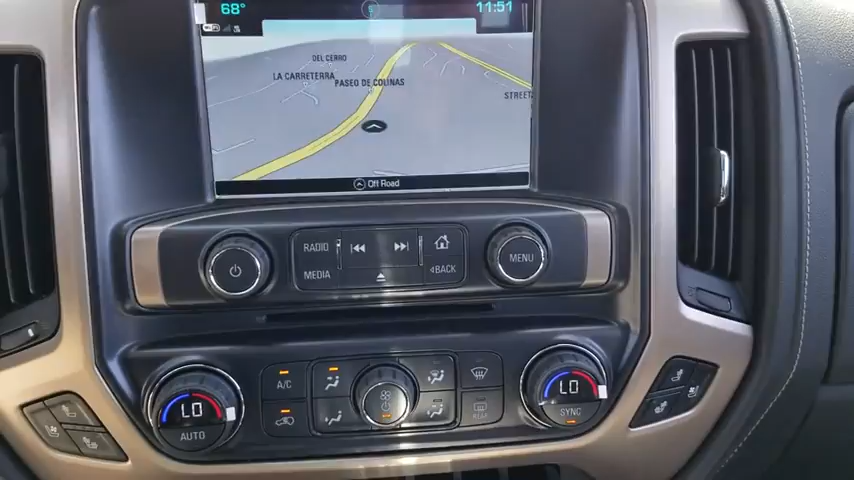 68°
11:51
DEL CERRO
LA CARRETERRA
PASEO DE COLINAS
STREET
Off Road
RADIO
MEDIA
BACK
MENU
A/C
REAR
LO
AUTO
LO
SYNC